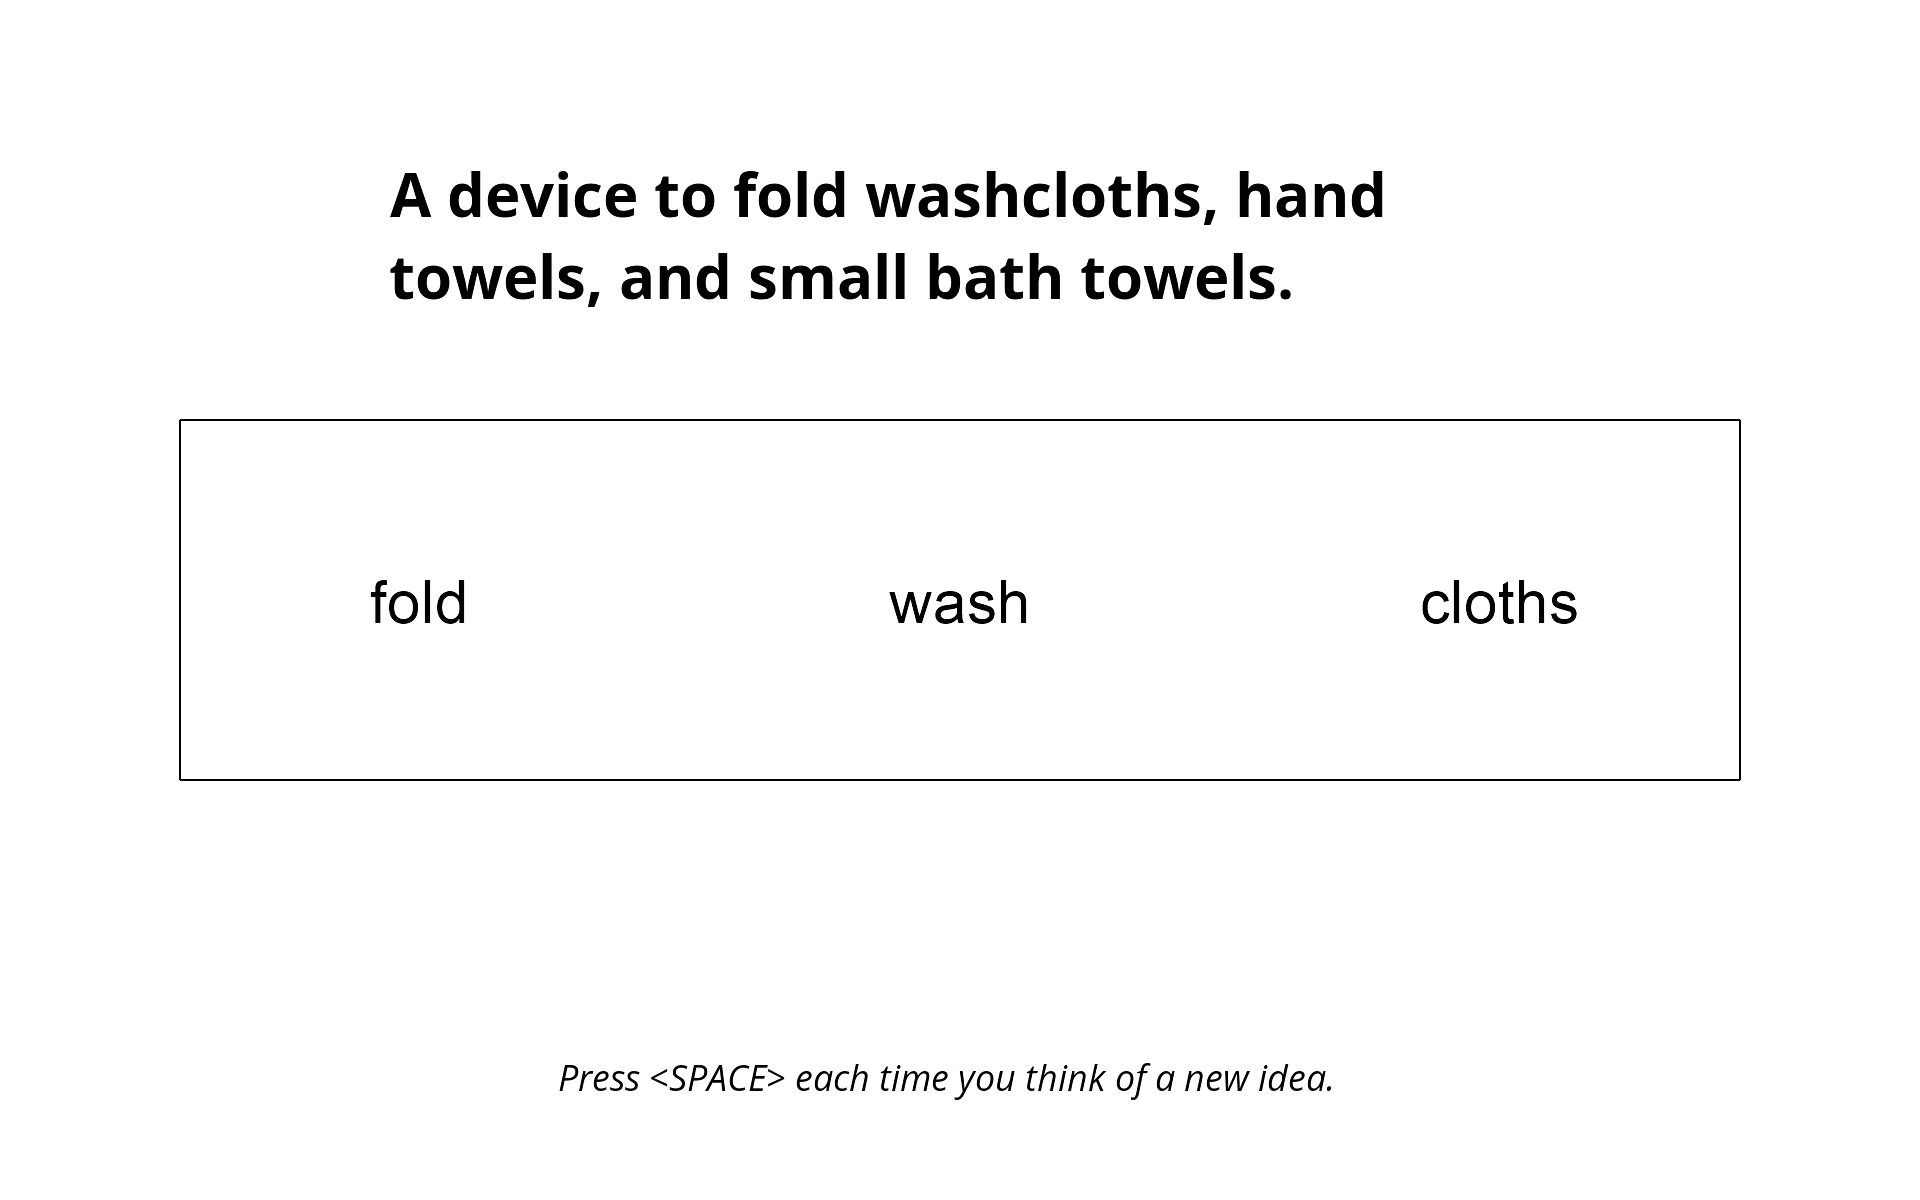 A device to fold washcloths, hand
towels, and small bath towels.
fold wash cloths
Press <SPACE> each time you think of a new idea.